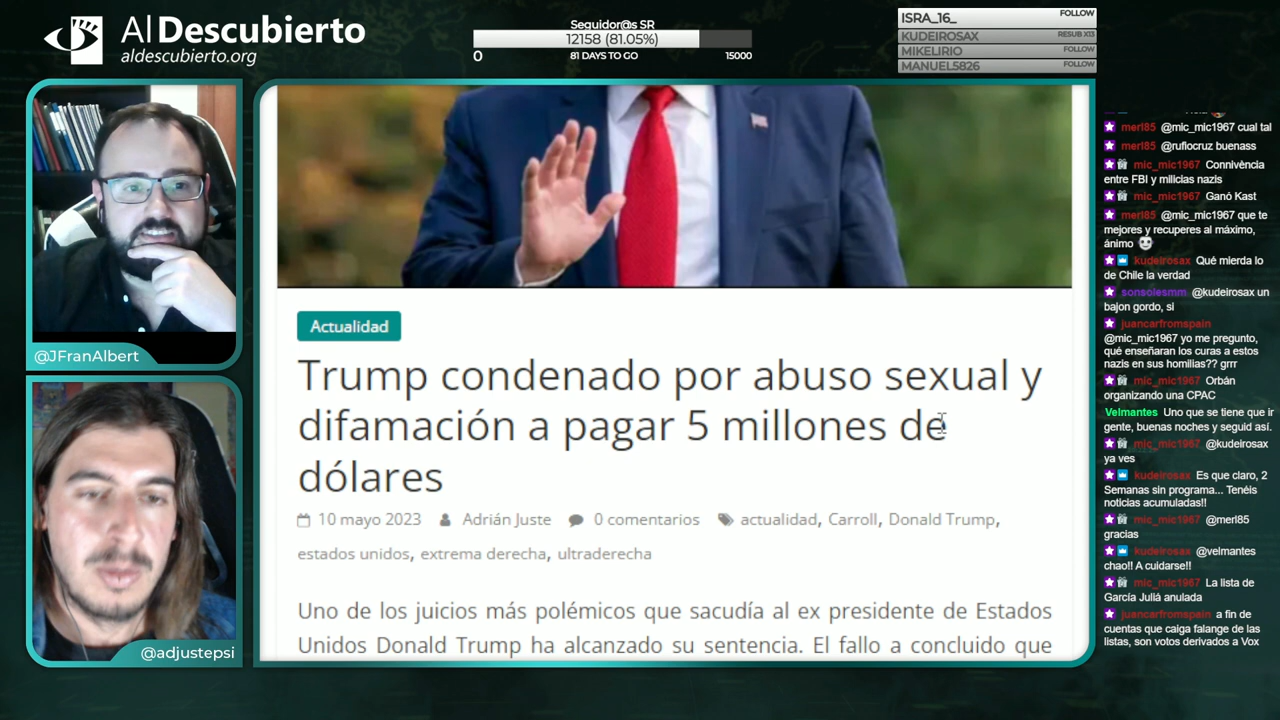 Al Descubierto
aldescubierto.org
Seguidor@s SR
12158 (81.05%)
0
81 DAYS TO GO
15000
ISRA_16_ FOLLOW
KUDEIROSAX RESUB X13
MIKELIRIO FOLLOW
MANUEL5826 FOLLOW
@JFranAlbert
@adjustepsi
Actualidad
Trump condenado por abuso sexual y
difamación a pagar 5 millones de
dólares
10 mayo 2023 Adrián Juste 0 comentarios actualidad, Carroll, Donald Trump,
estados unidos, extrema derecha, ultraderecha
Uno de los juicios más polémicos que sacudía al ex presidente de Estados
Unidos Donald Trump ha alcanzado su sentencia. El fallo a concluido que
merl85 @mic_mic1967 cual tal
merl85 @rufiocruz buenass
mic_mic1967 Connivència
entre FBI y milicias nazis
mic_mic1967 Ganó Kast
merl85 @mic_mic1967 que te
mejores y recuperes al máximo,
ánimo
kudeirosax Qué mierda lo
de Chile la verdad
sonsolesmm @kudeirosax un
bajon gordo, si
juancarfromspain
@mic_mic1967 yo me pregunto,
qué enseñaran los curas a estos
nazis en sus homilias?? grrr
mic_mic1967 Orbán
organizando una CPAC
Velmantes Uno que se tiene que ir
gente, buenas noches y seguid así.
mic_mic1967 @kudeirosax
ya ves
kudeirosax Es que claro, 2
Semanas sin programa... Tenéis
noticias acumuladas!!
mic_mic1967 @merl85
gracias
kudeirosax @velmantes
chao!! A cuidarse!!
mic_mic1967 La lista de
García Juliá anulada
juancarfromspain a fin de
cuentas que caiga falange de las
listas, son votos derivados a Vox